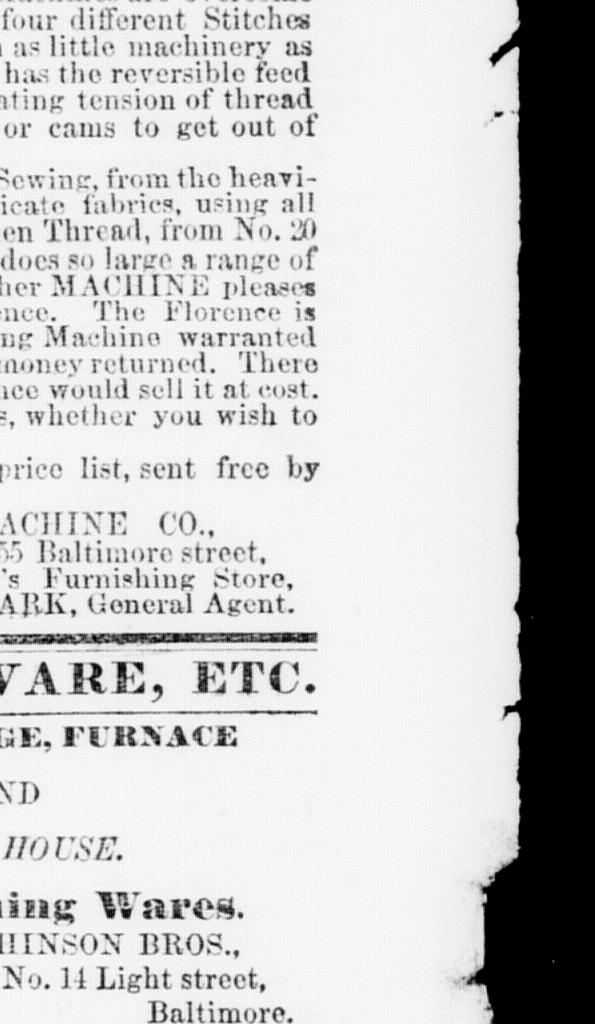 four different Stitches
as little machinery as
has the reversible feed
ating tension of thread
or cams to get out of
Sewing, from the heavi-
icate fabrics, using all
en Thread, from No. 20
does so large a range of
her MACHINE pleases
ence. The Florence is
ng Machine warranted
money returned. There
nce would sell it at cost.
s, whether you wish to
price list, sent free by
ACHINE CO.,
55 Baltimore street,
's Furnishing Store,
ARK, General Agent.
WARE, ETC.
GE, FURNACE
ND
HOUSE.
ing Wares.
HINSON BROS.,
No. 14 Light street,
Baltimore.